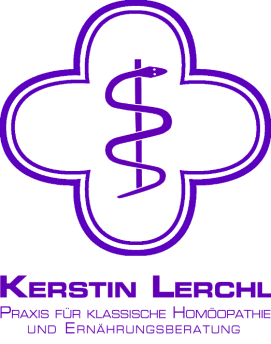 KERSTIN LERCHL
PRAXIS FÜR KLASSISCHE HOMÖOPATHIE
UND ERNÄHRUNGSBERATUNG